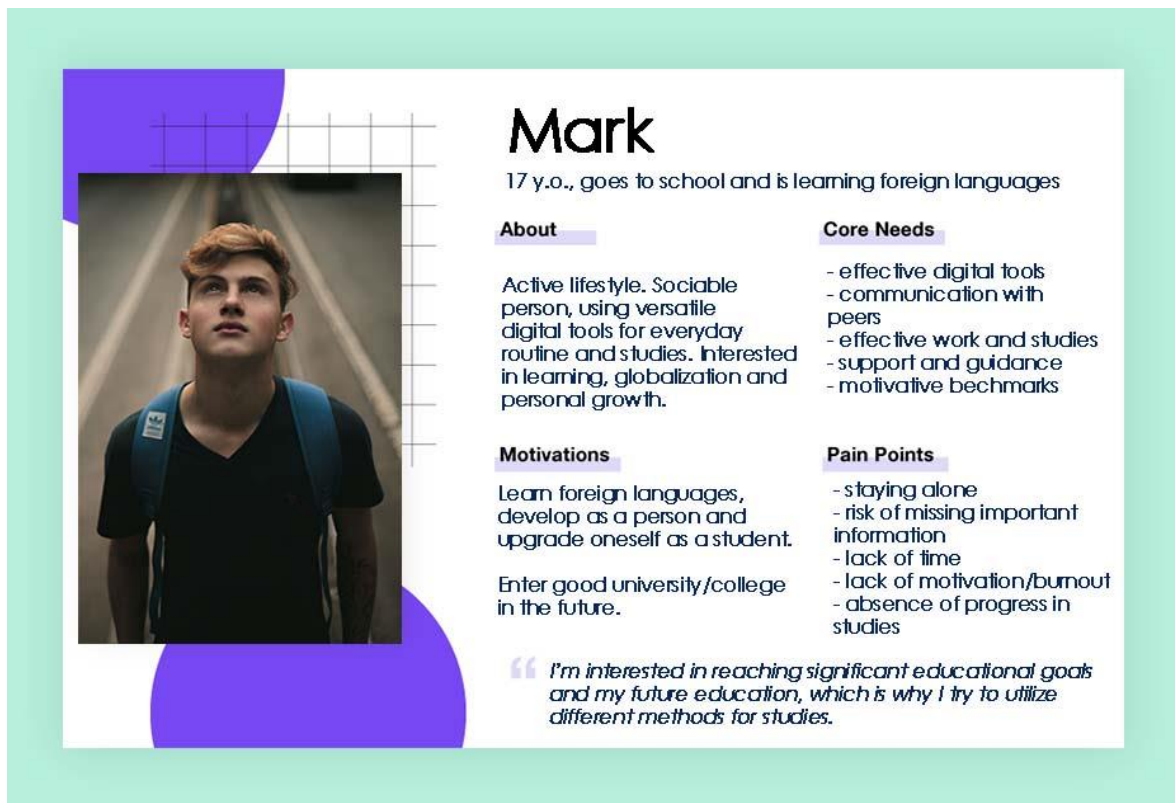 Mark
17 y.o., goes to school and is learning foreign languages
About
Active lifestyle. Sociable
person, using versatile
digital tools for everyday
routine and studies. Interested
in learning, globalization and
personal growth.
Core Needs
- effective digital tools
- communication with
peers
- effective work and studies
- support and guidance
- motivative bechmarks
Motivations
Learn foreign languages,
develop as a person and
upgrade oneself as a student.
Enter good university/college
in the future.
Pain Points
- staying alone
- risk of missing important
information
- lack of time
- lack of motivation/burnout
- absence of progress in
studies
“ I'm interested in reaching significant educational goals
and my future education, which is why I try to utilize
different methods for studies.